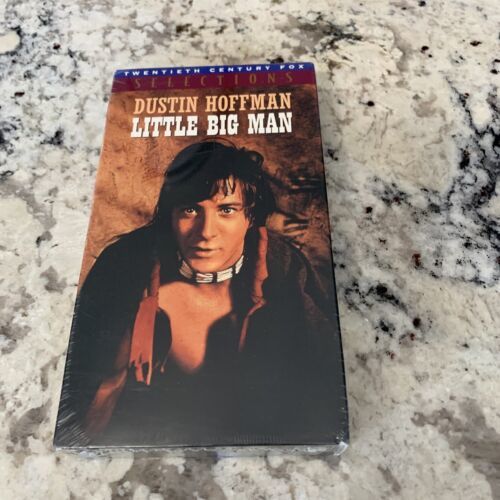 TWENTIETH CENTURY FOX
SELECTIONS
DUSTIN HOFFMAN
LITTLE BIG MAN